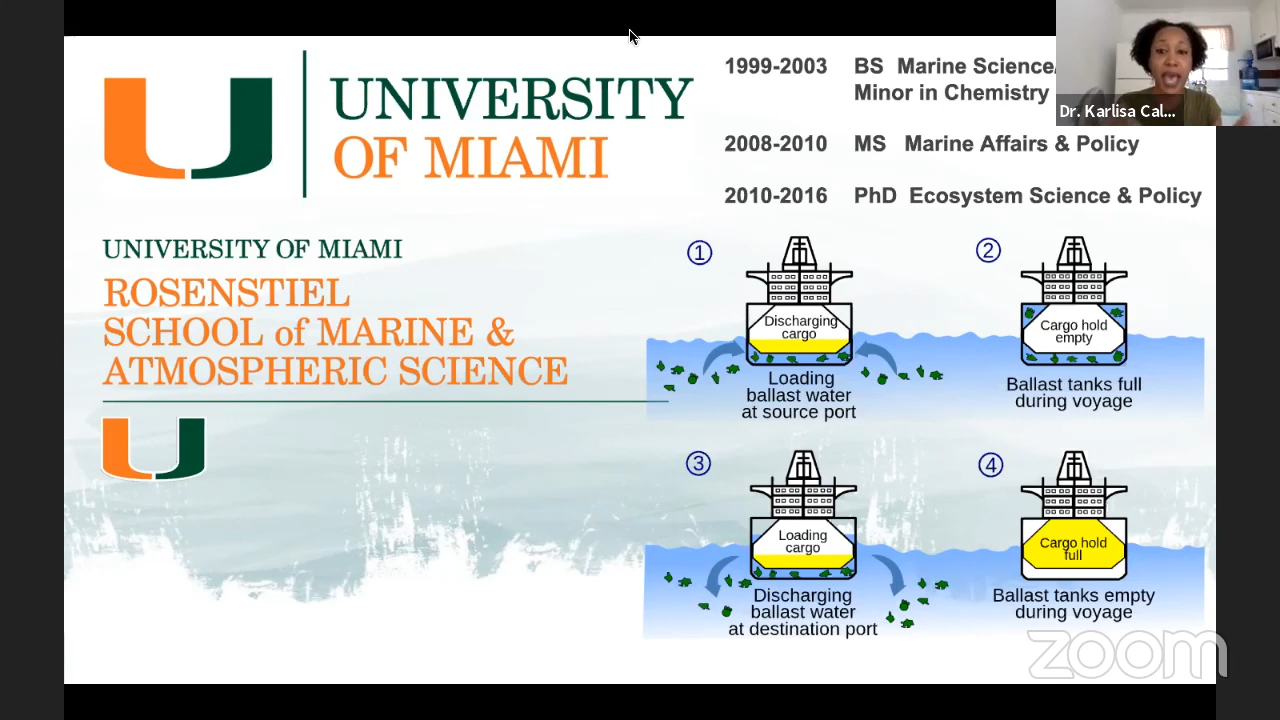 UNIVERSITY
OF MIAMI
UNIVERSITY OF MIAMI
ROSENSTIEL
SCHOOL of MARINE &
ATMOSPHERIC SCIENCE
1999-2003 BS Marine Science/
Minor in Chemistry
2008-2010 MS Marine Affairs & Policy
2010-2016 PhD Ecosystem Science & Policy
Dr. Karlisa Cal...
1
Discharging
cargo
Loading
ballast water
at source port
2
Cargo hold
empty
Ballast tanks full
during voyage
3
Loading
cargo
Discharging
ballast water
at destination port
4
Cargo hold
full
Ballast tanks empty
during voyage
zoom